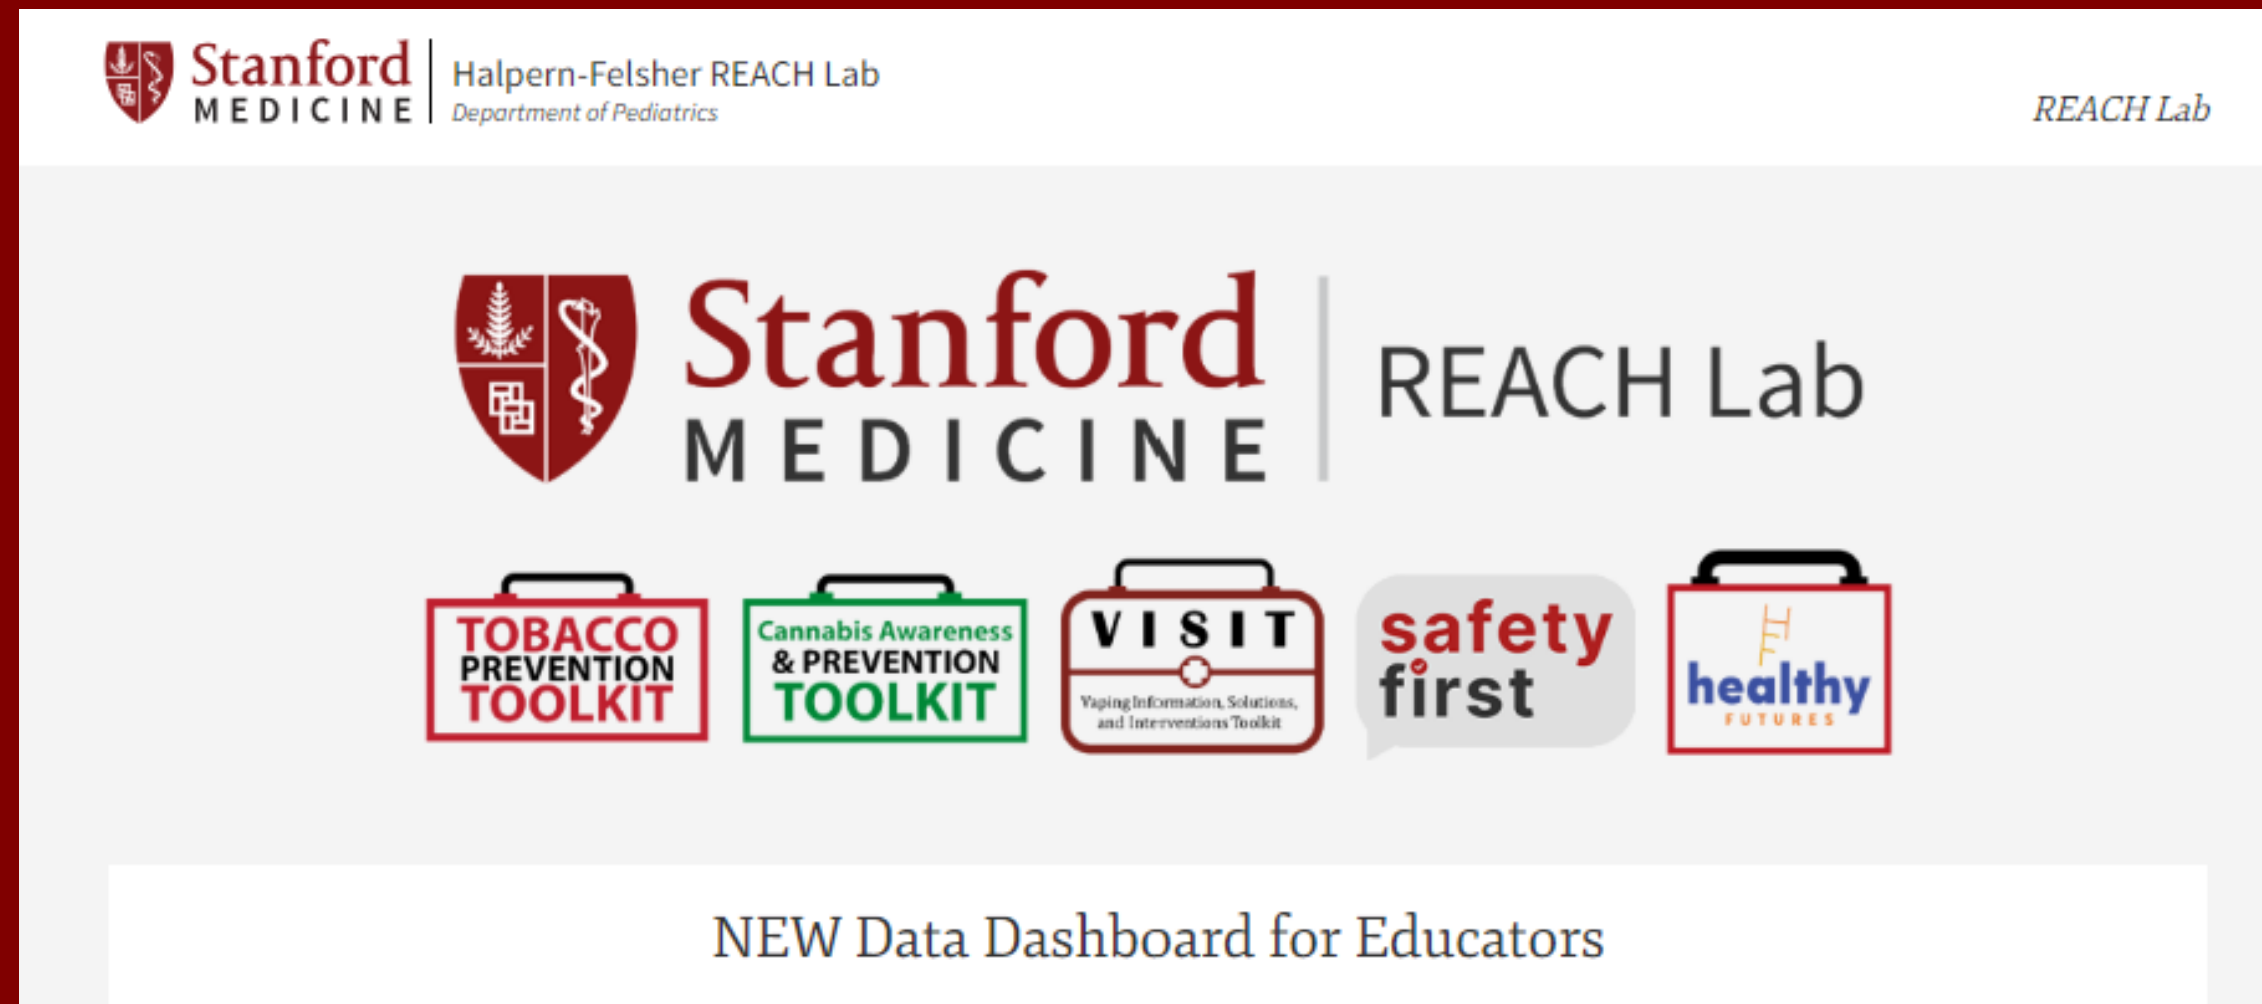 Stanford
MEDICINE
Halpern-Felsher REACH Lab
Department of Pediatrics
REACH Lab
Stanford
MEDICINE
REACH Lab
TOBACCO
PREVENTION
TOOLKIT
Cannabis Awareness
& PREVENTION
TOOLKIT
VISIT
Vaping Information, Solutions,
and Interventions Toolkit
safety
first
healthy
FUTURES
NEW Data Dashboard for Educators